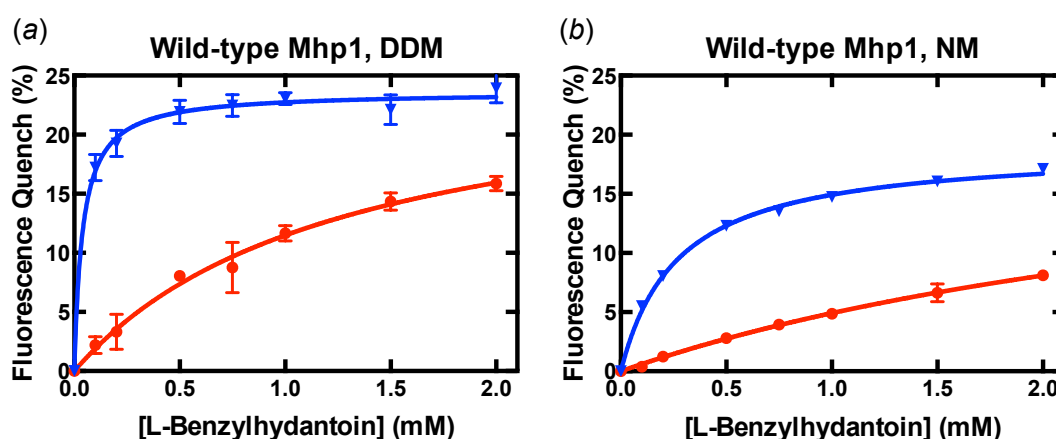 (a)
Wild-type Mhp1, DDM
Fluorescence Quench (%)
25
20
15
10
5
0
0.0 0.5 1.0 1.5 2.0
[L-Benzylhydantoin] (mM)
(b)
Wild-type Mhp1, NM
Fluorescence Quench (%)
25
20
15
10
5
0
0.0 0.5 1.0 1.5 2.0
[L-Benzylhydantoin] (mM)